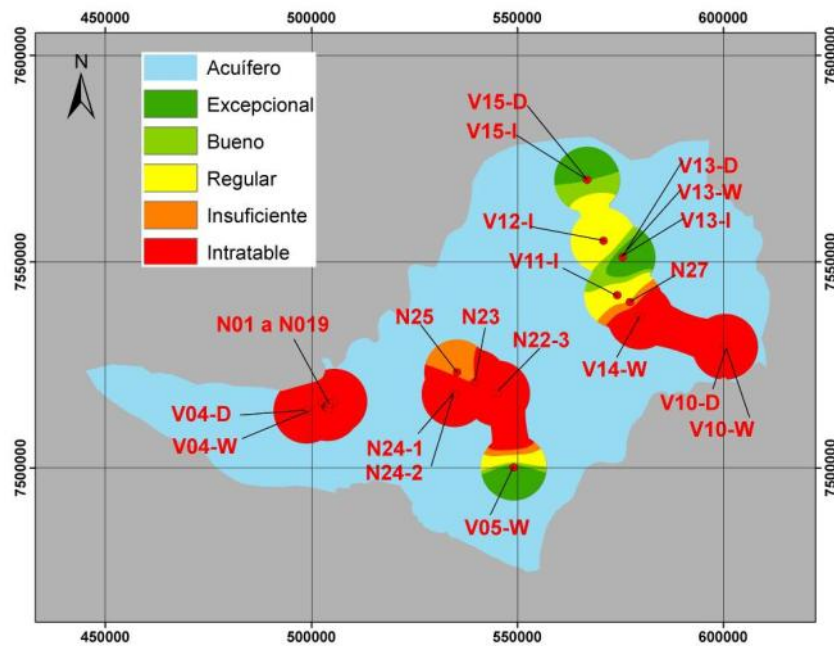 450000 500000 550000 600000
7600000
7550000
7500000
N
Acuífero
Excepcional
Bueno
Regular
Insuficiente
Intratable
V15-D
V15-I
V13-D
V13-W
V13-I
V12-I
V11-I
N27
N01 a N019
N25
N23
N22-3
V14-W
V04-D
V04-W
V10-D
V10-W
N24-1
N24-2
V05-W
7600000
7550000
7500000
450000 500000 550000 600000